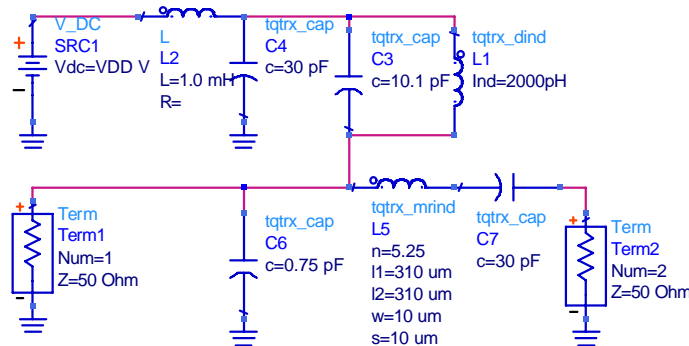 V_DC
SRC1
Vdc=VDD V
+
−
L
L2
L=1.0 mH
R=
tqtrx_cap
C4
c=30 pF
tqtrx_cap
C3
c=10.1 pF
tqtrx_dind
L1
Ind=2000pH
+
Term
Term1
Num=1
Z=50 Ohm
−
tqtrx_cap
C6
c=0.75 pF
tqtrx_mrind
L5
n=5.25
l1=310 um
l2=310 um
w=10 um
s=10 um
tqtrx_cap
C7
c=30 pF
+
Term
Term2
Num=2
Z=50 Ohm
−